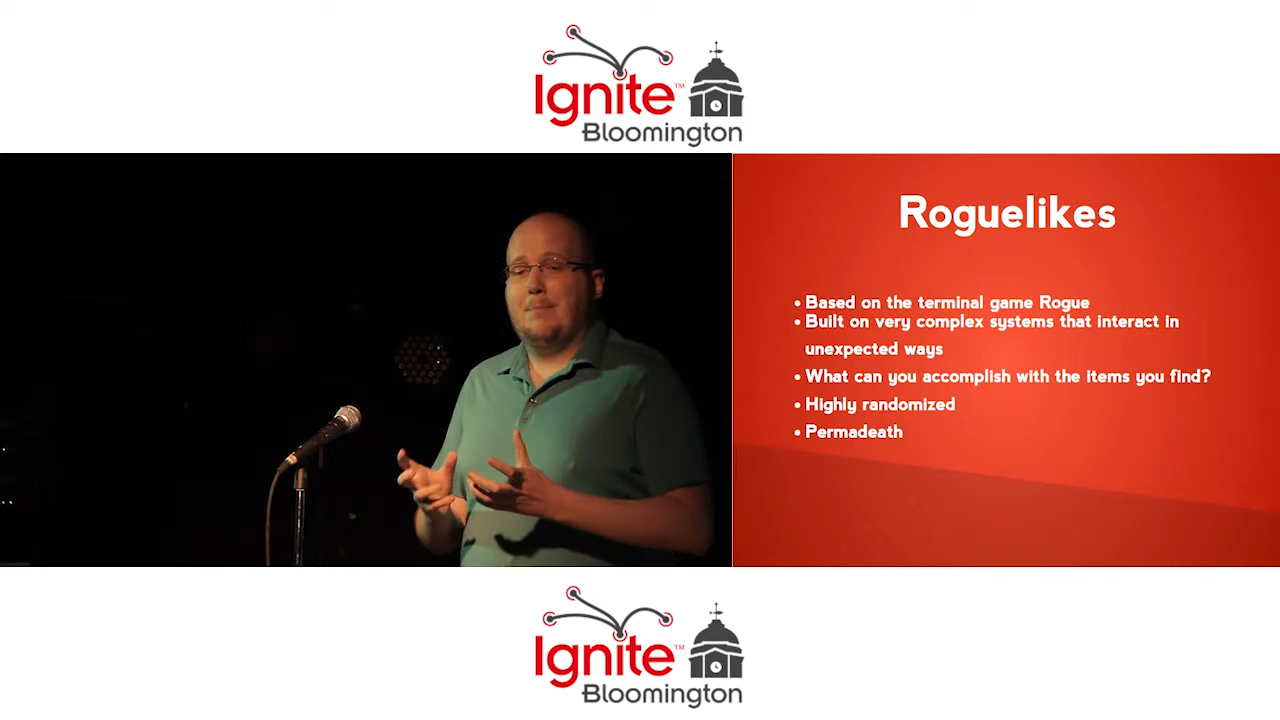 Ignite™
Bloomington
Roguelikes
• Based on the terminal game Rogue
• Built on very complex systems that interact in
unexpected ways
• What can you accomplish with the items you find?
• Highly randomized
• Permadeath
Ignite™
Bloomington